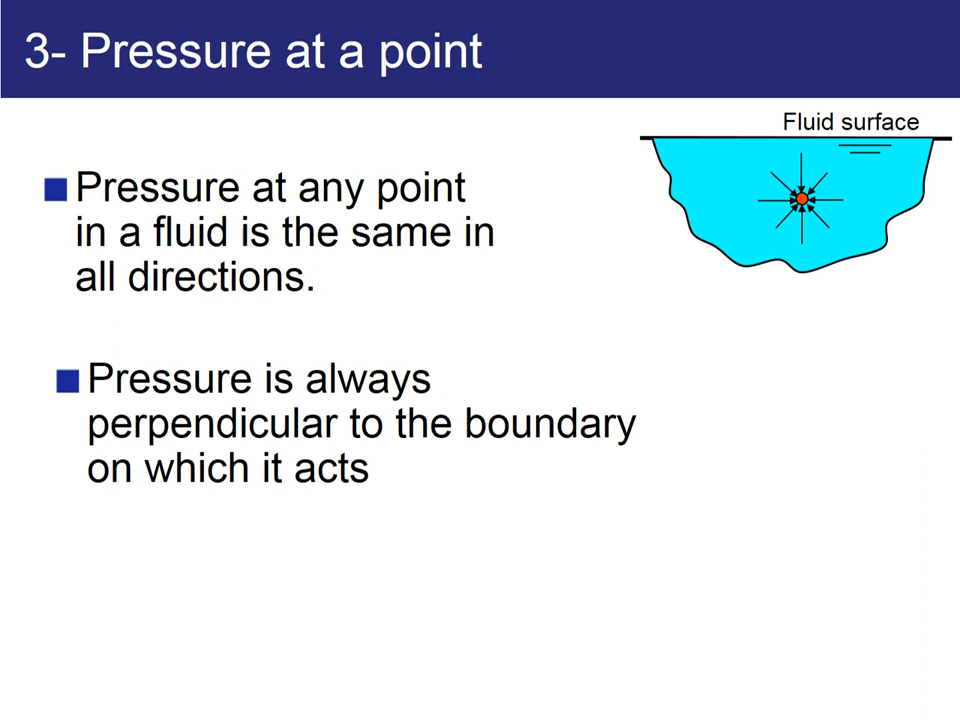 3- Pressure at a point
Fluid surface
Pressure at any point
in a fluid is the same in
all directions.
Pressure is always
perpendicular to the boundary
on which it acts